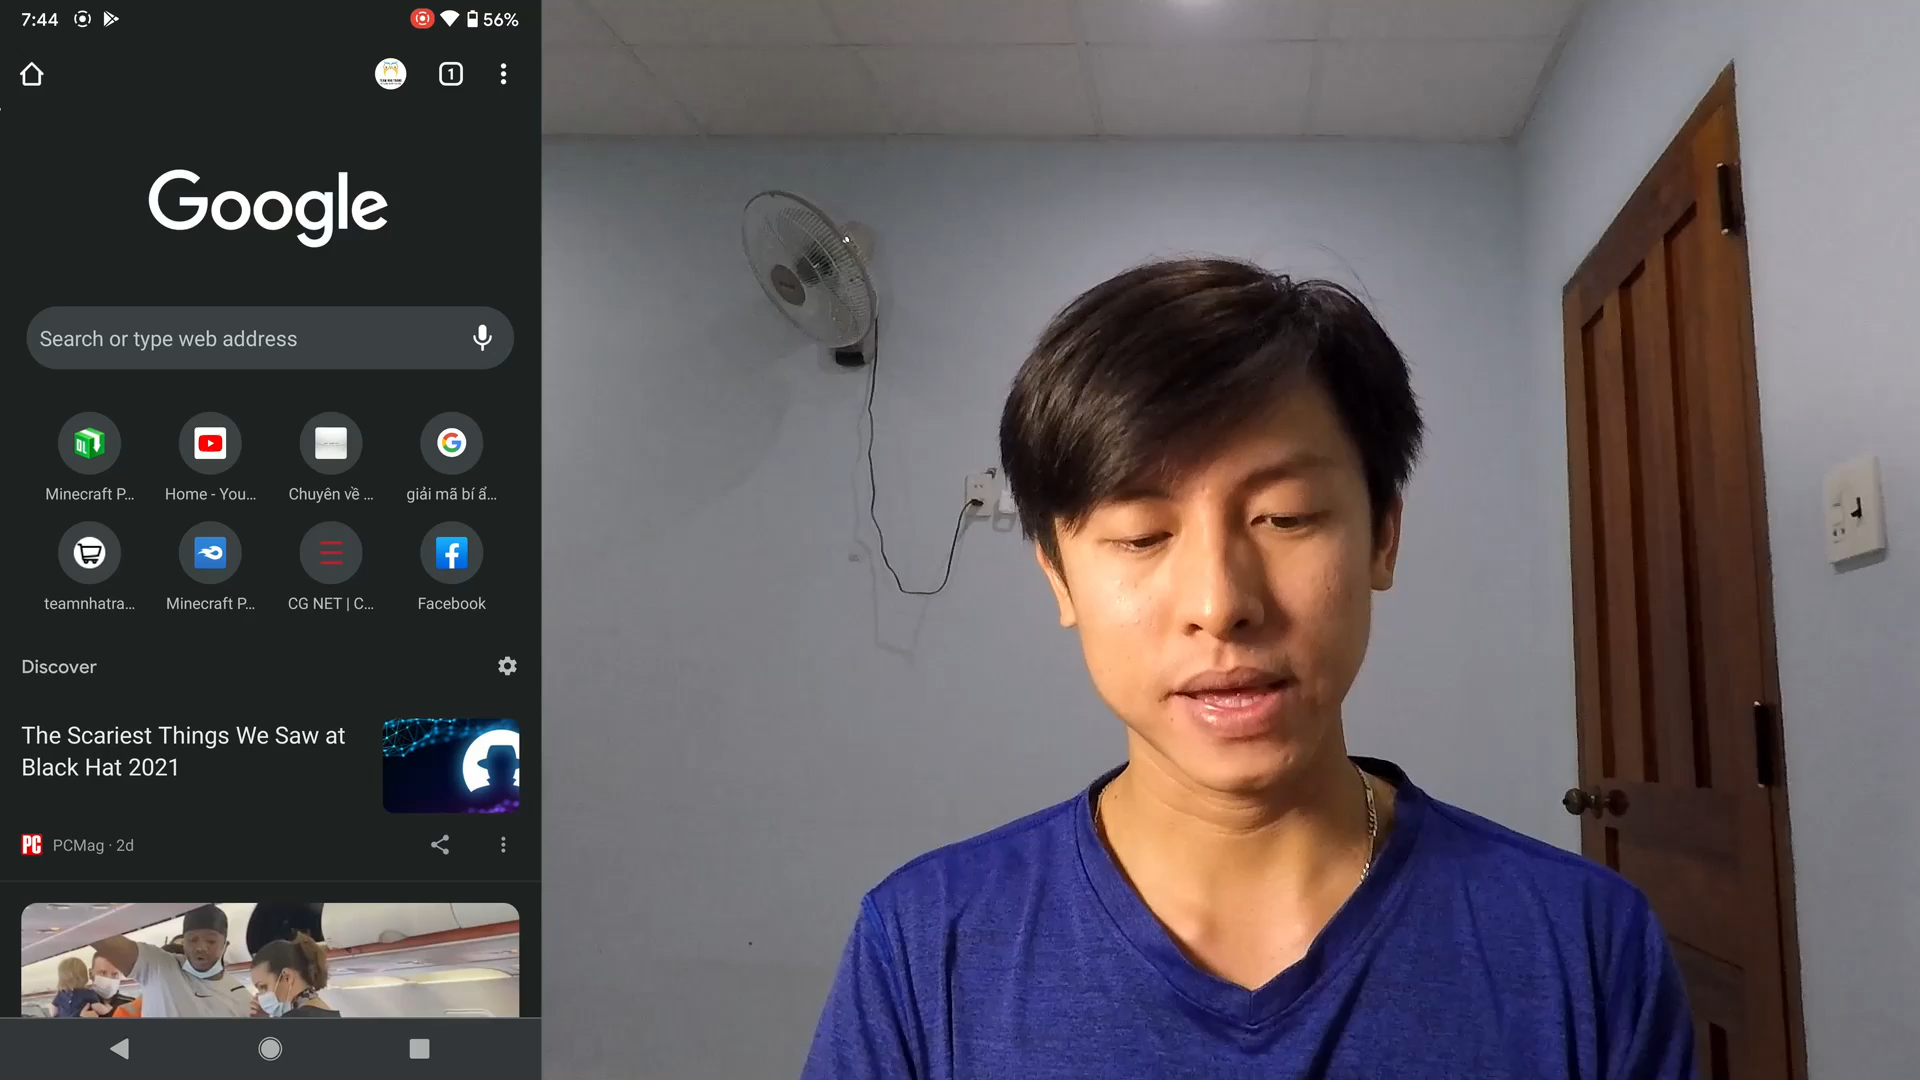 7:44
56%
1
Google
Search or type web address
Minecraft P...
Home - You...
Chuyên về ...
giải mã bí ẩ...
teamnhatra...
Minecraft P...
CG NET | C...
Facebook
Discover
The Scariest Things We Saw at
Black Hat 2021
PC
PCMag · 2d